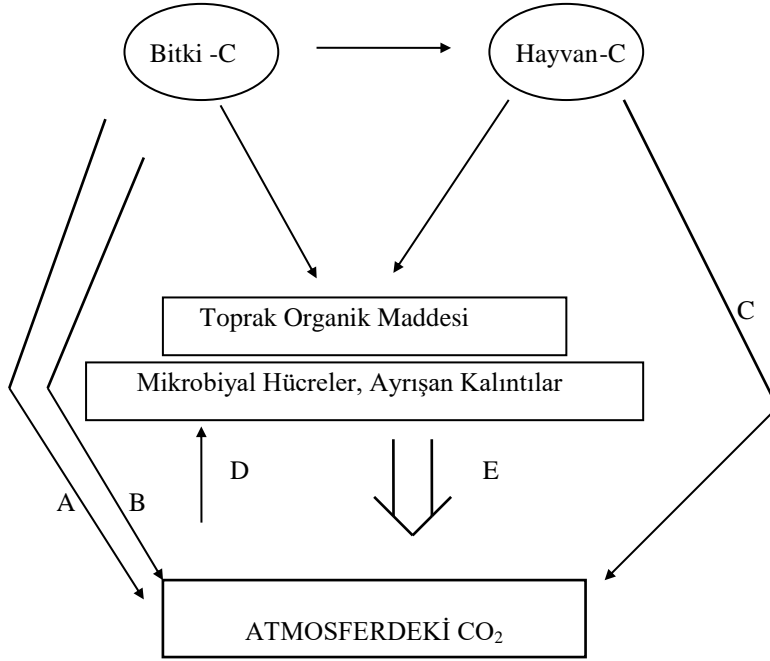 Bitki -C
Hayvan-C
Toprak Organik Maddesi
C
Mikrobiyal Hücreler, Ayrışan Kalıntılar
D
E
A
B
ATMOSFERDEKİ CO₂